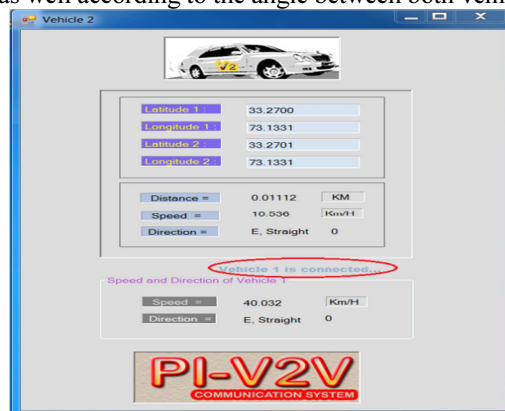 as well according to the angle between both vehi
Vehicle 2
V2
Latitude 1 : 33.2700
Longitude 1 : 73.1331
Latitude 2 : 33.2701
Longitude 2 : 73.1331
Distance = 0.01112 KM
Speed = 10.536 Km/H
Direction = E, Straight 0
Vehicle 1 is connected...
Speed and Direction of Vehicle 1
Speed = 40.032 Km/H
Direction = E, Straight 0
PI-V2V
COMMUNICATION SYSTEM